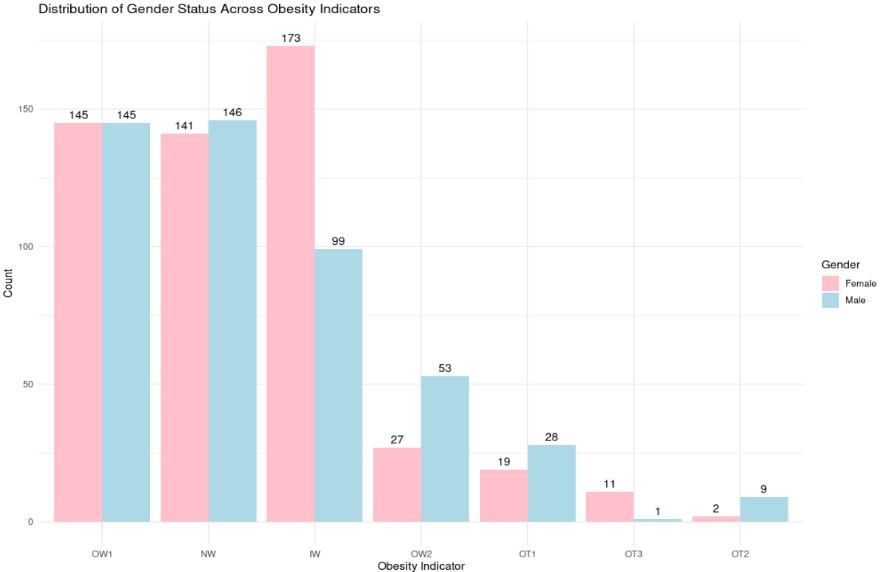 Distribution of Gender Status Across Obesity Indicators
173
150
145
145
141
146
100
99
Count
Gender
Female
Male
50
53
27
19
28
11
1
2
9
0
OW1
NW
IW
OW2
OT1
OT3
OT2
Obesity Indicator